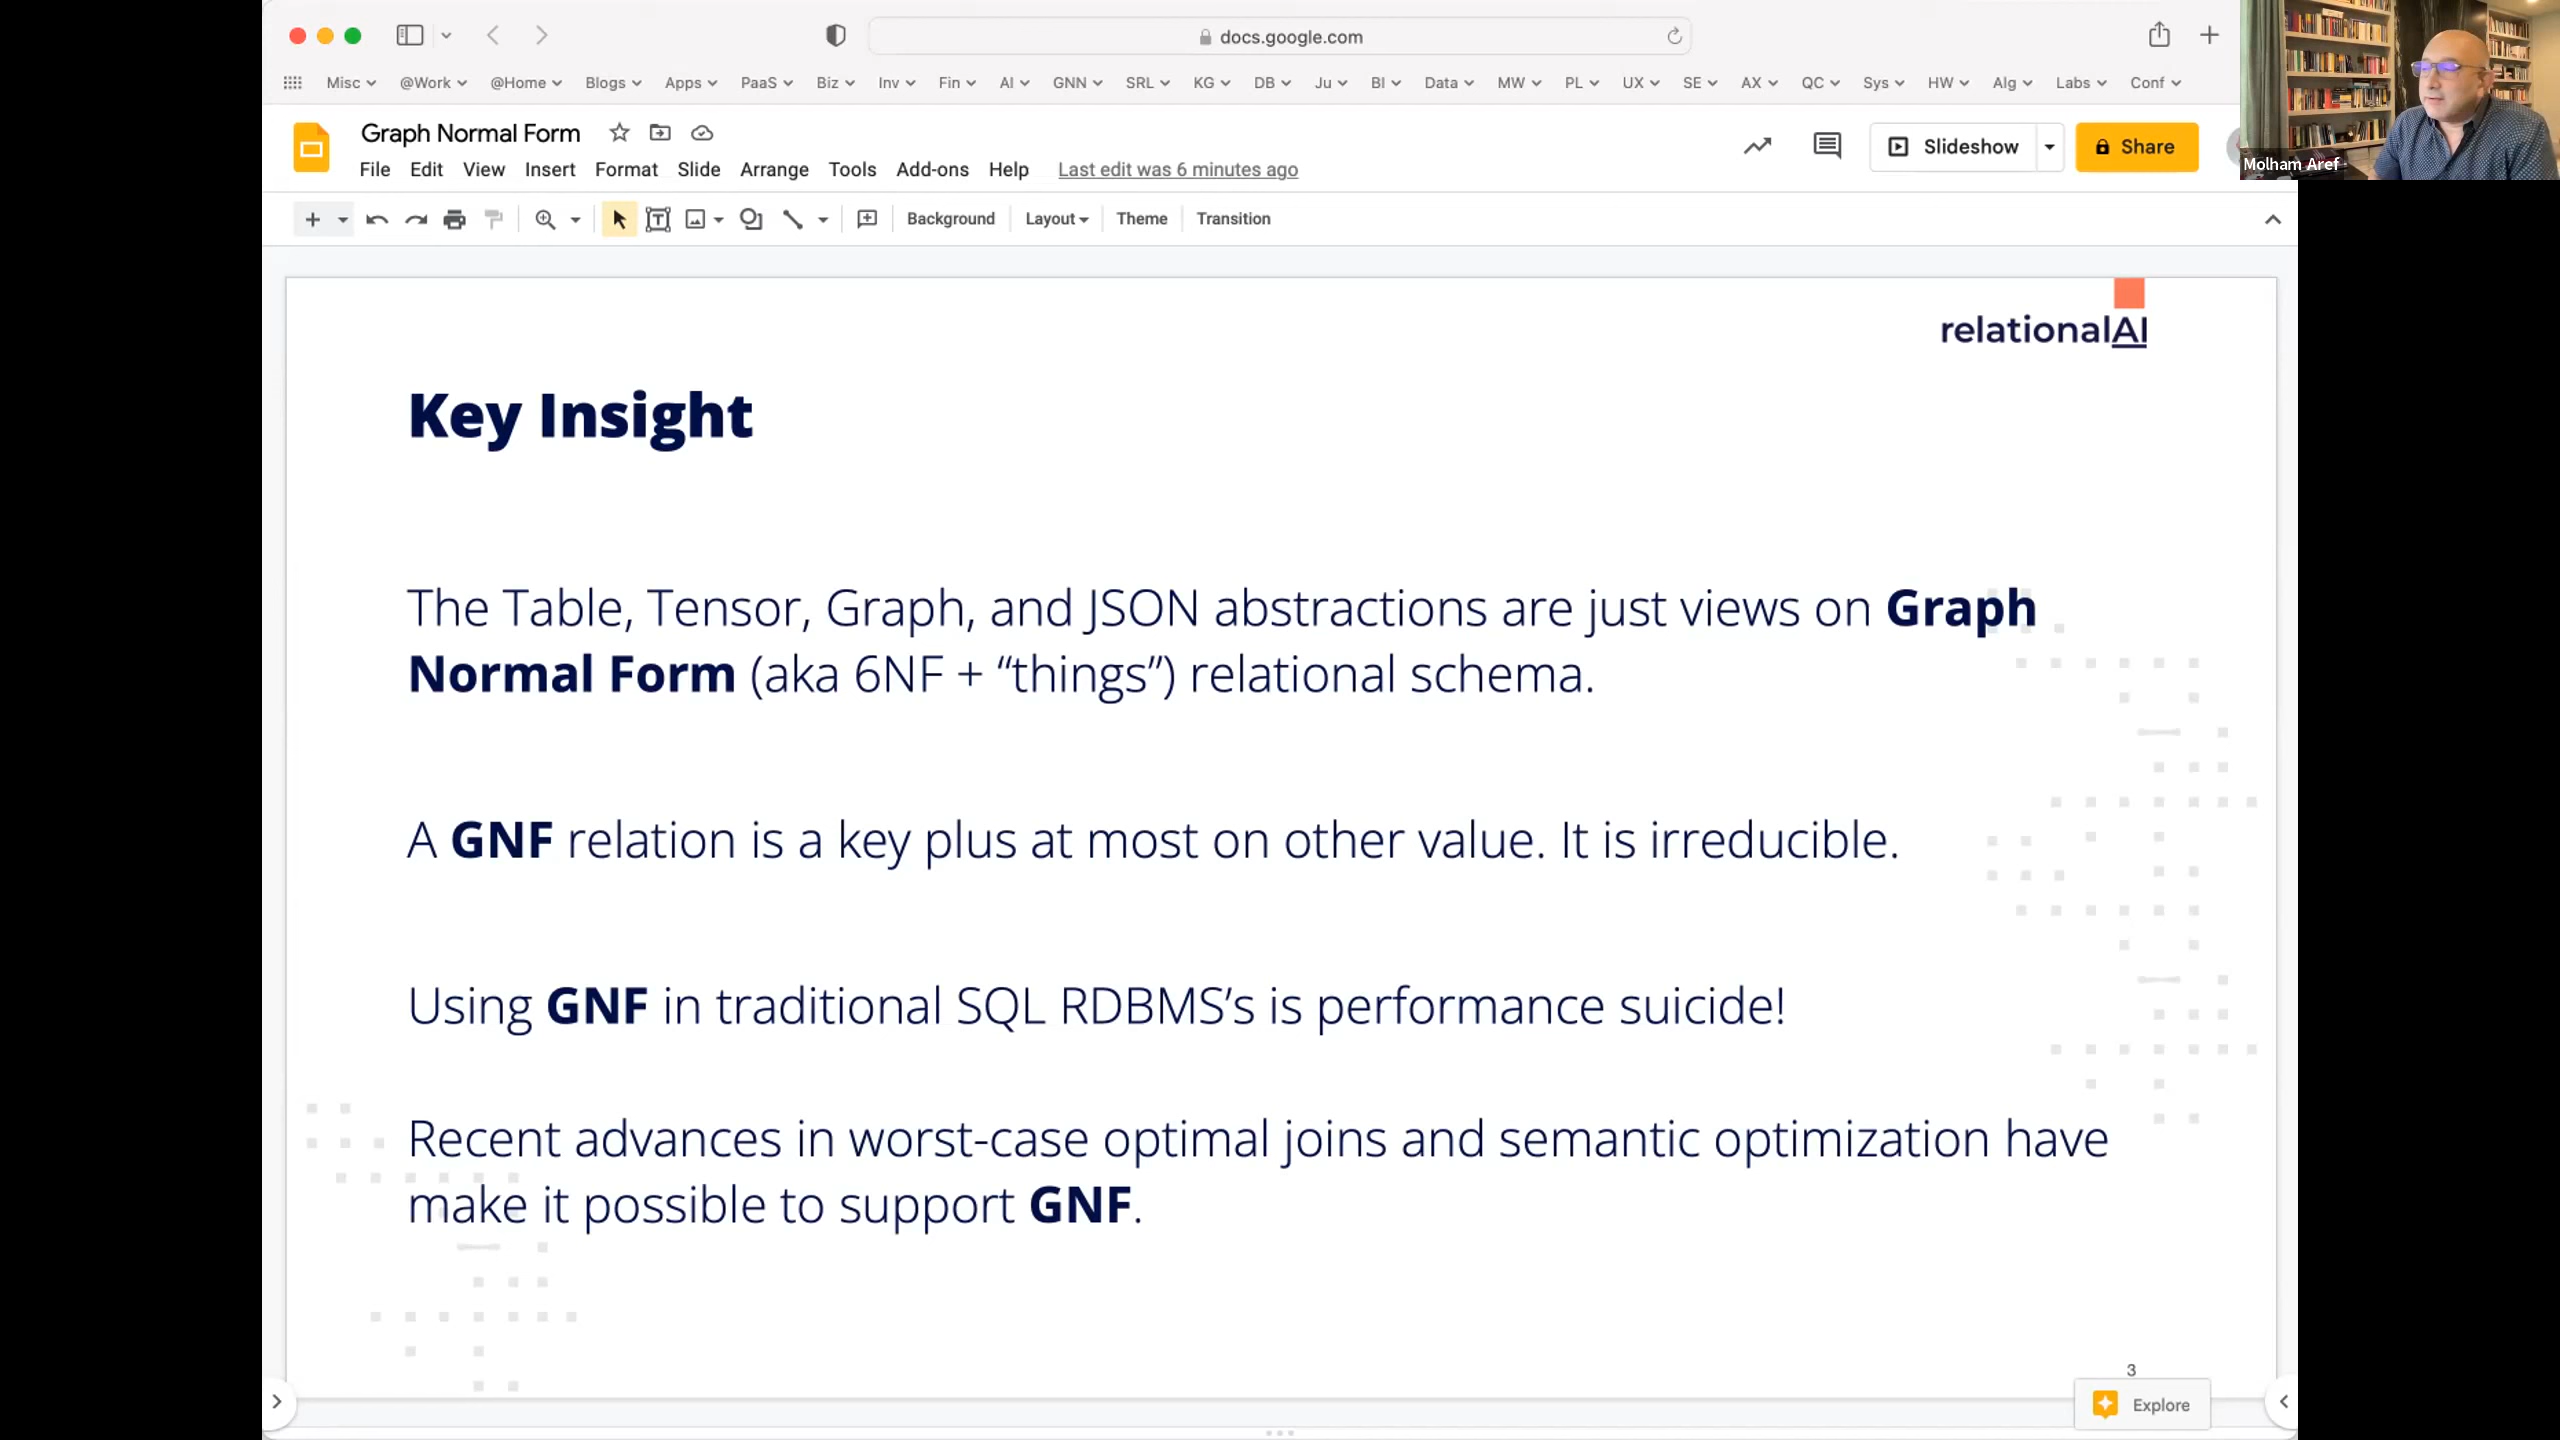 docs.google.com
Misc @Work @Home Blogs Apps PaaS Biz Inv Fin AI GNN SRL KG DB Ju BI Data MW PL UX SE AX QC Sys HW Alg Labs Conf
Graph Normal Form
Slideshow
Share
Molham Aref
File Edit View Insert Format Slide Arrange Tools Add-ons Help Last edit was 6 minutes ago
Background Layout Theme Transition
relationalAI
Key Insight
The Table, Tensor, Graph, and JSON abstractions are just views on Graph
Normal Form (aka 6NF + “things”) relational schema.
A GNF relation is a key plus at most on other value. It is irreducible.
Using GNF in traditional SQL RDBMS’s is performance suicide!
Recent advances in worst-case optimal joins and semantic optimization have
make it possible to support GNF.
3
Explore